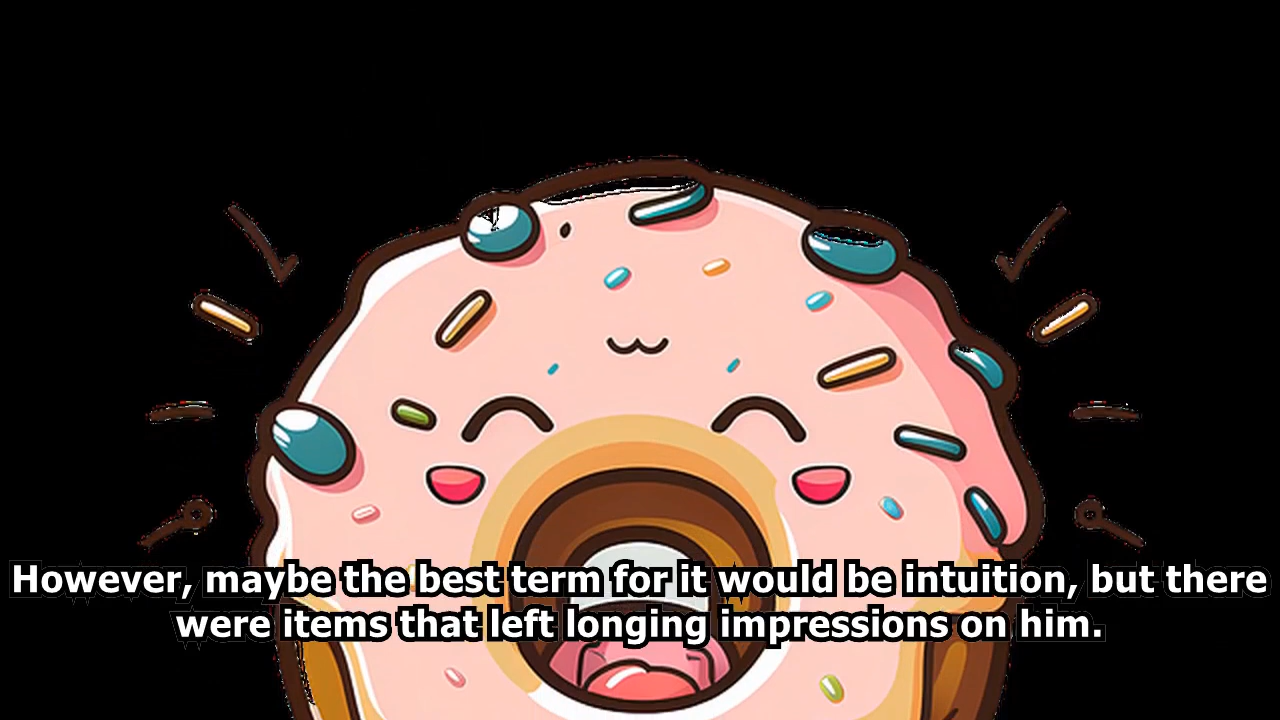 However, maybe the best term for it would be intuition, but there
were items that left longing impressions on him.